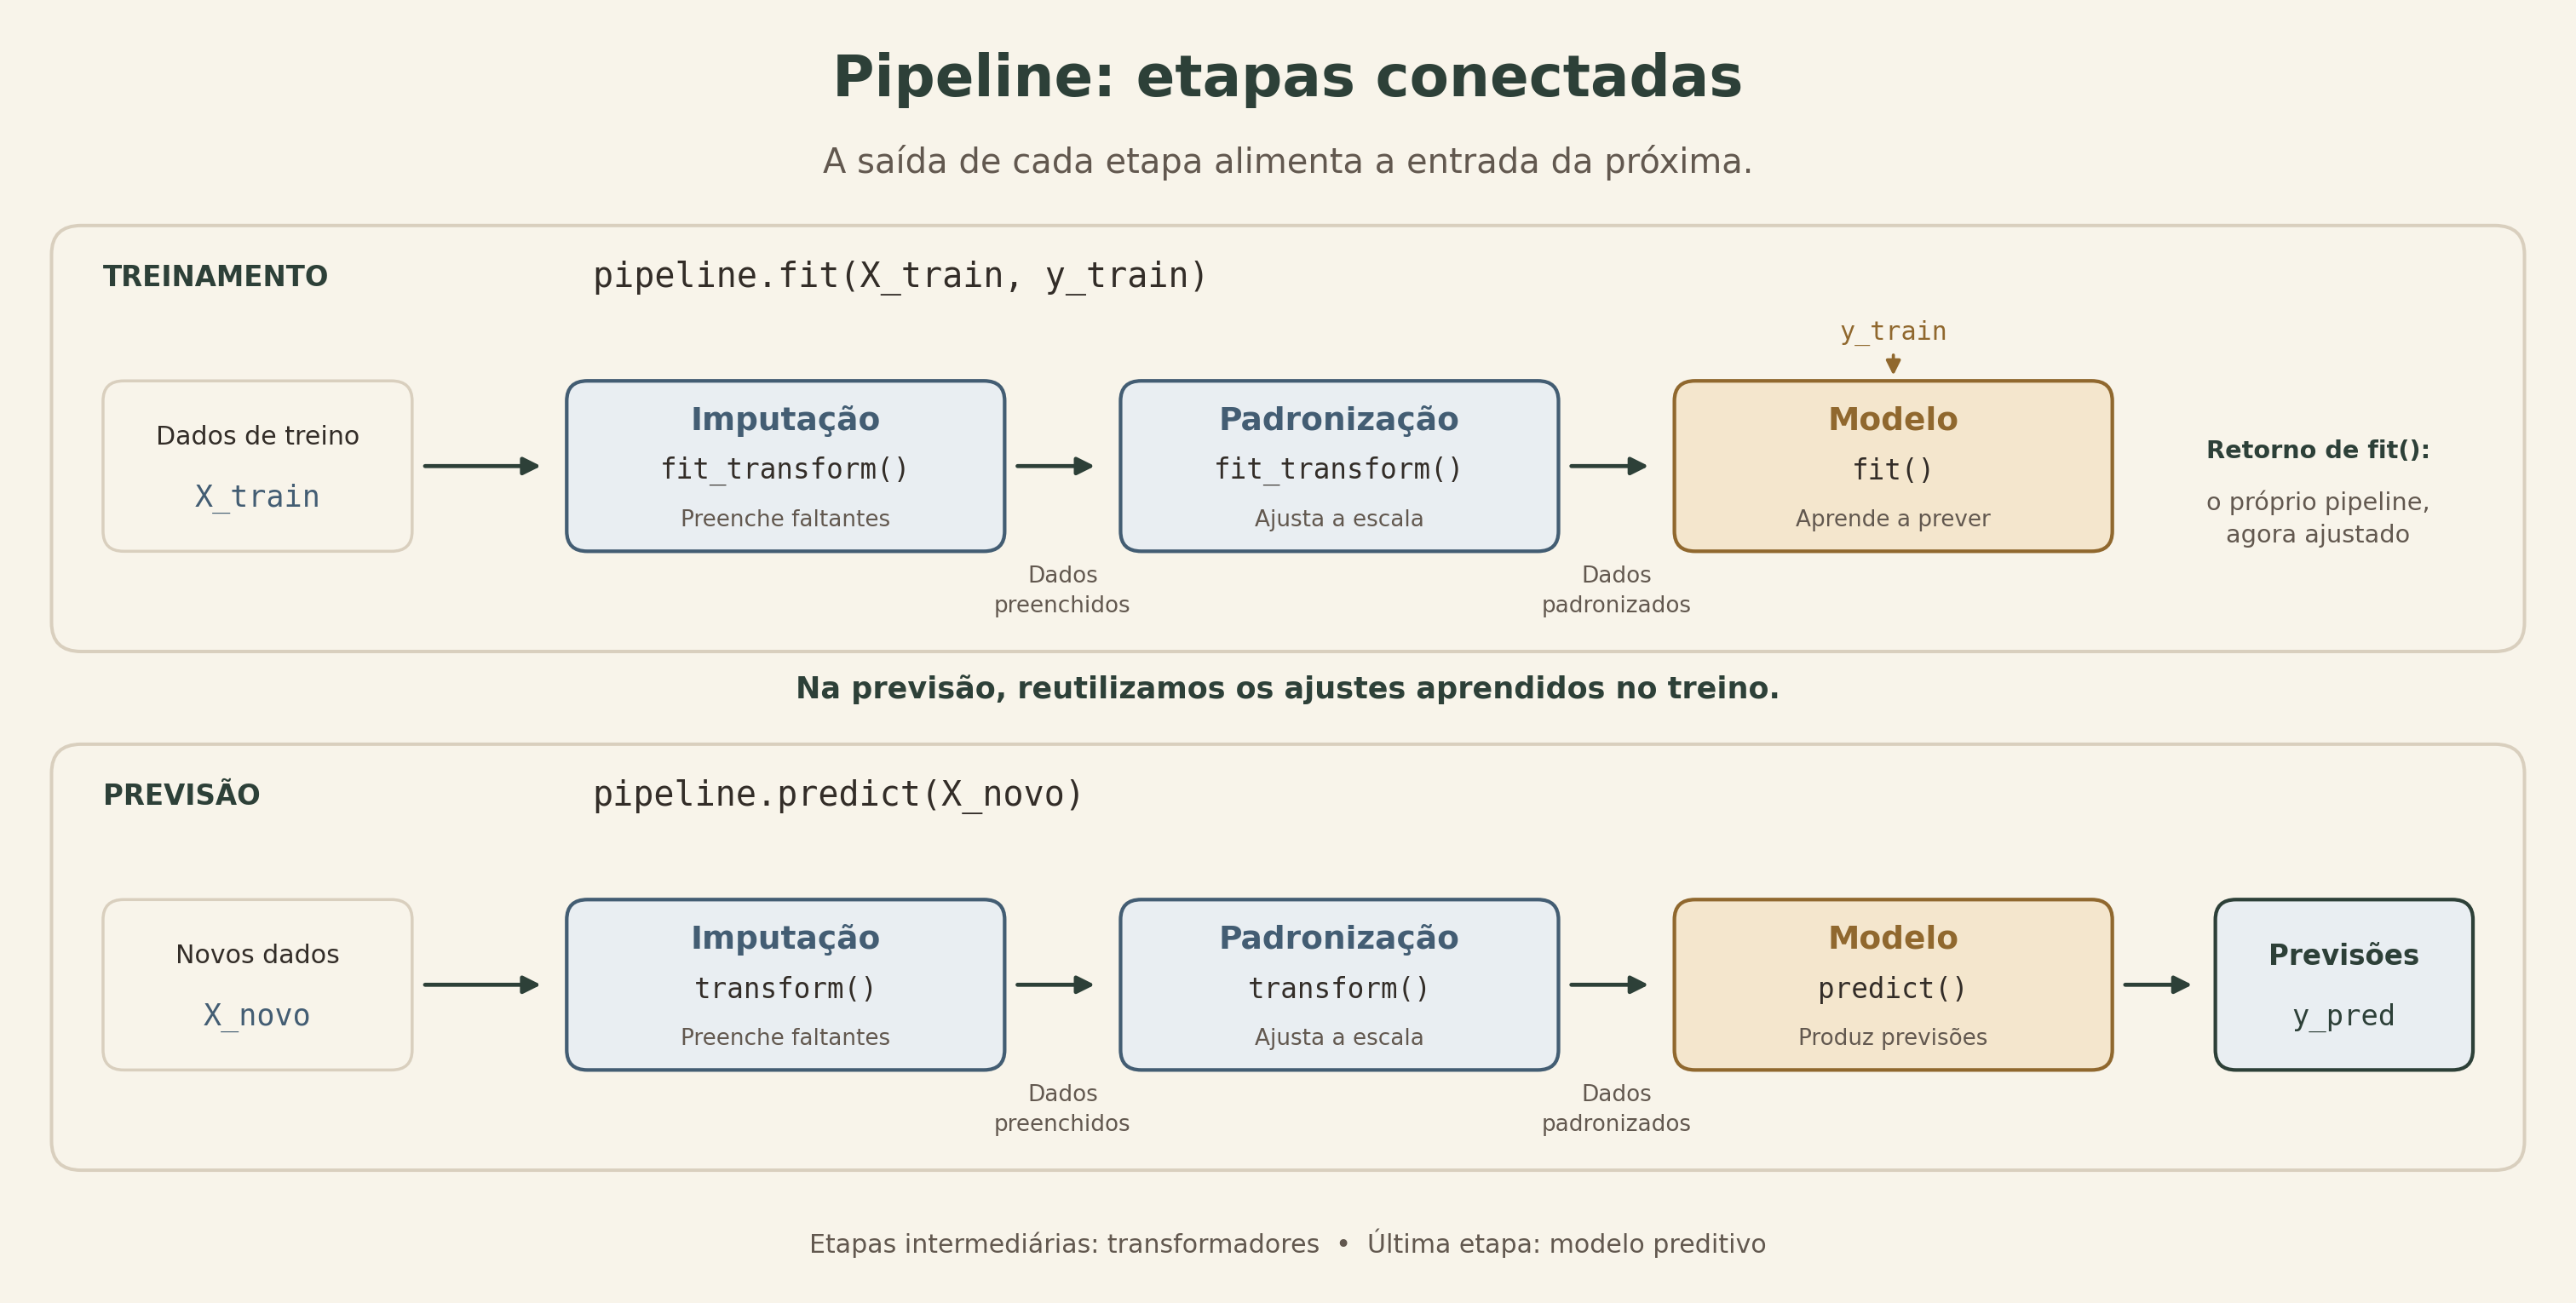 Pipeline: etapas conectadas
A saída de cada etapa alimenta a entrada da próxima.
TREINAMENTO
pipeline.fit(X_train, y_train)
y_train
Dados de treino
X_train
Imputação
fit_transform()
Preenche faltantes
Padronização
fit_transform()
Ajusta a escala
Modelo
fit()
Aprende a prever
Retorno de fit():
o próprio pipeline,
agora ajustado
Dados
preenchidos
Dados
padronizados
Na previsão, reutilizamos os ajustes aprendidos no treino.
PREVISÃO
pipeline.predict(X_novo)
Novos dados
X_novo
Imputação
transform()
Preenche faltantes
Padronização
transform()
Ajusta a escala
Modelo
predict()
Produz previsões
Previsões
y_pred
Dados
preenchidos
Dados
padronizados
Etapas intermediárias: transformadores • Última etapa: modelo preditivo